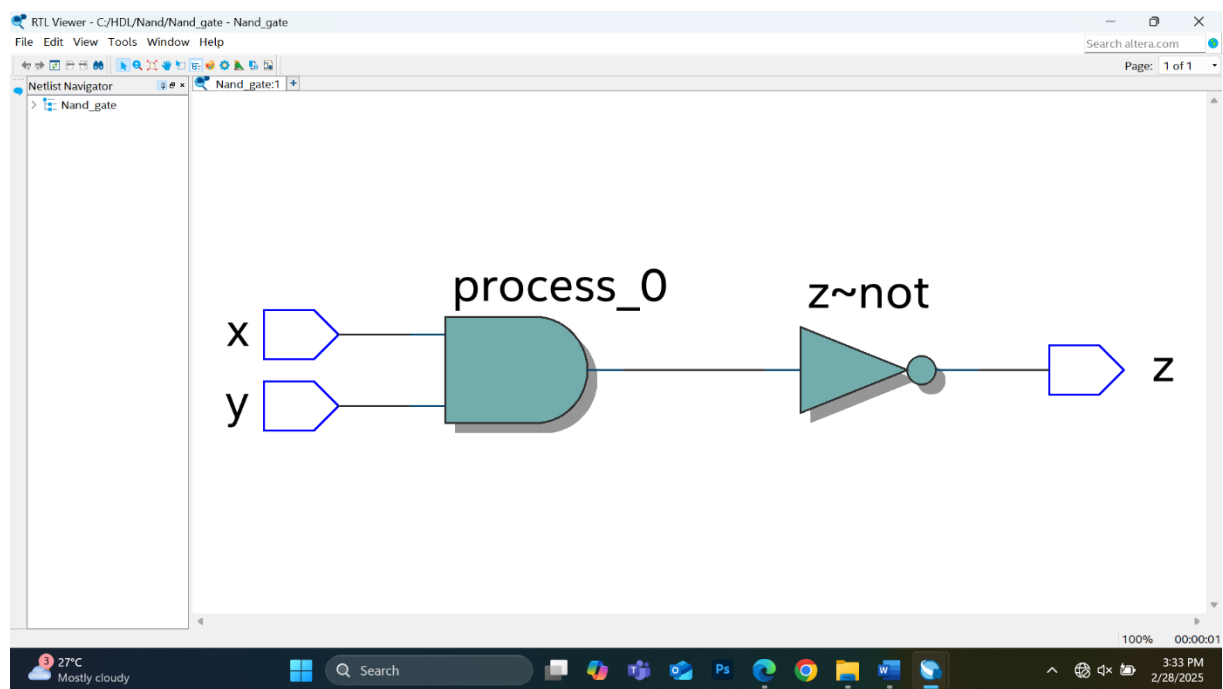 RTL Viewer - C:/HDL/Nand/Nand_gate - Nand_gate
File Edit View Tools Window Help
Search altera.com
Page: 1 of 1
Netlist Navigator
Nand_gate:1
Nand_gate
process_0
z~not
x
y
z
100% 00:00:01
3
27°C
Mostly cloudy
Search
Ps
3:33 PM
2/28/2025